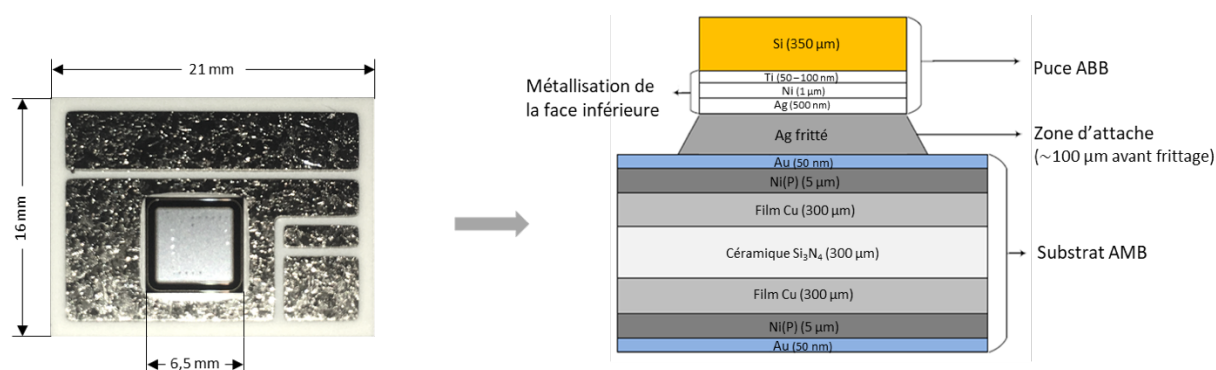 21 mm
16 mm
6,5 mm
Métallisation de
la face inférieure
Si (350 µm)
Ti (50–100 nm)
Ni (1 µm)
Ag (500 nm)
Ag fritté
Au (50 nm)
Ni(P) (5 µm)
Film Cu (300 µm)
Céramique Si₃N₄ (300 µm)
Film Cu (300 µm)
Ni(P) (5 µm)
Au (50 nm)
Puce ABB
Zone d’attache
(~100 µm avant frittage)
Substrat AMB